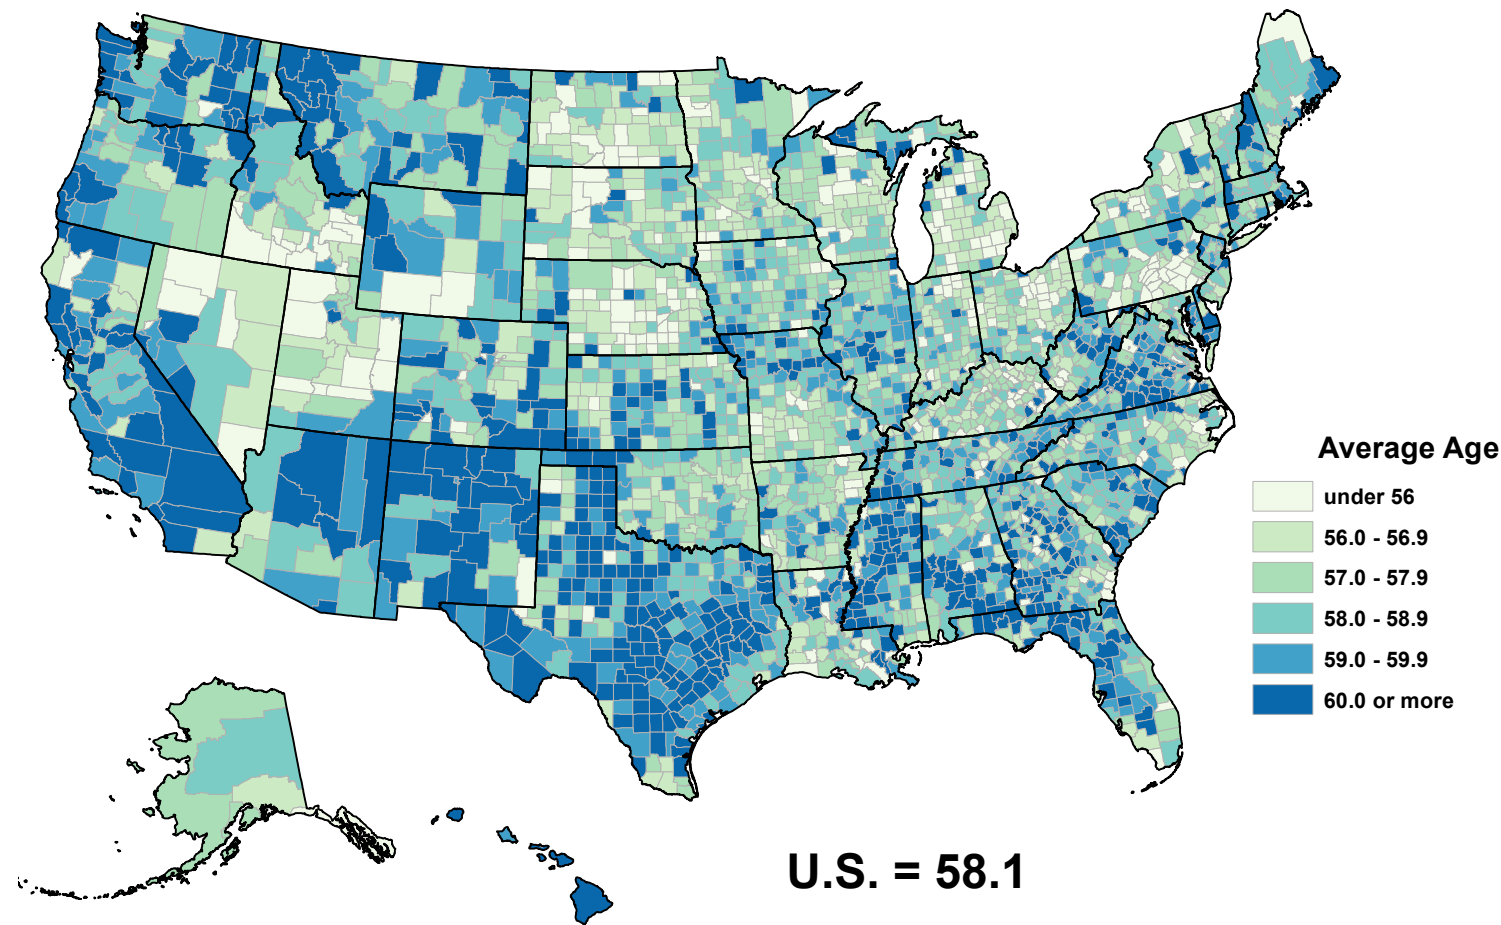 Average Age
under 56
56.0 - 56.9
57.0 - 57.9
58.0 - 58.9
59.0 - 59.9
60.0 or more
U.S. = 58.1